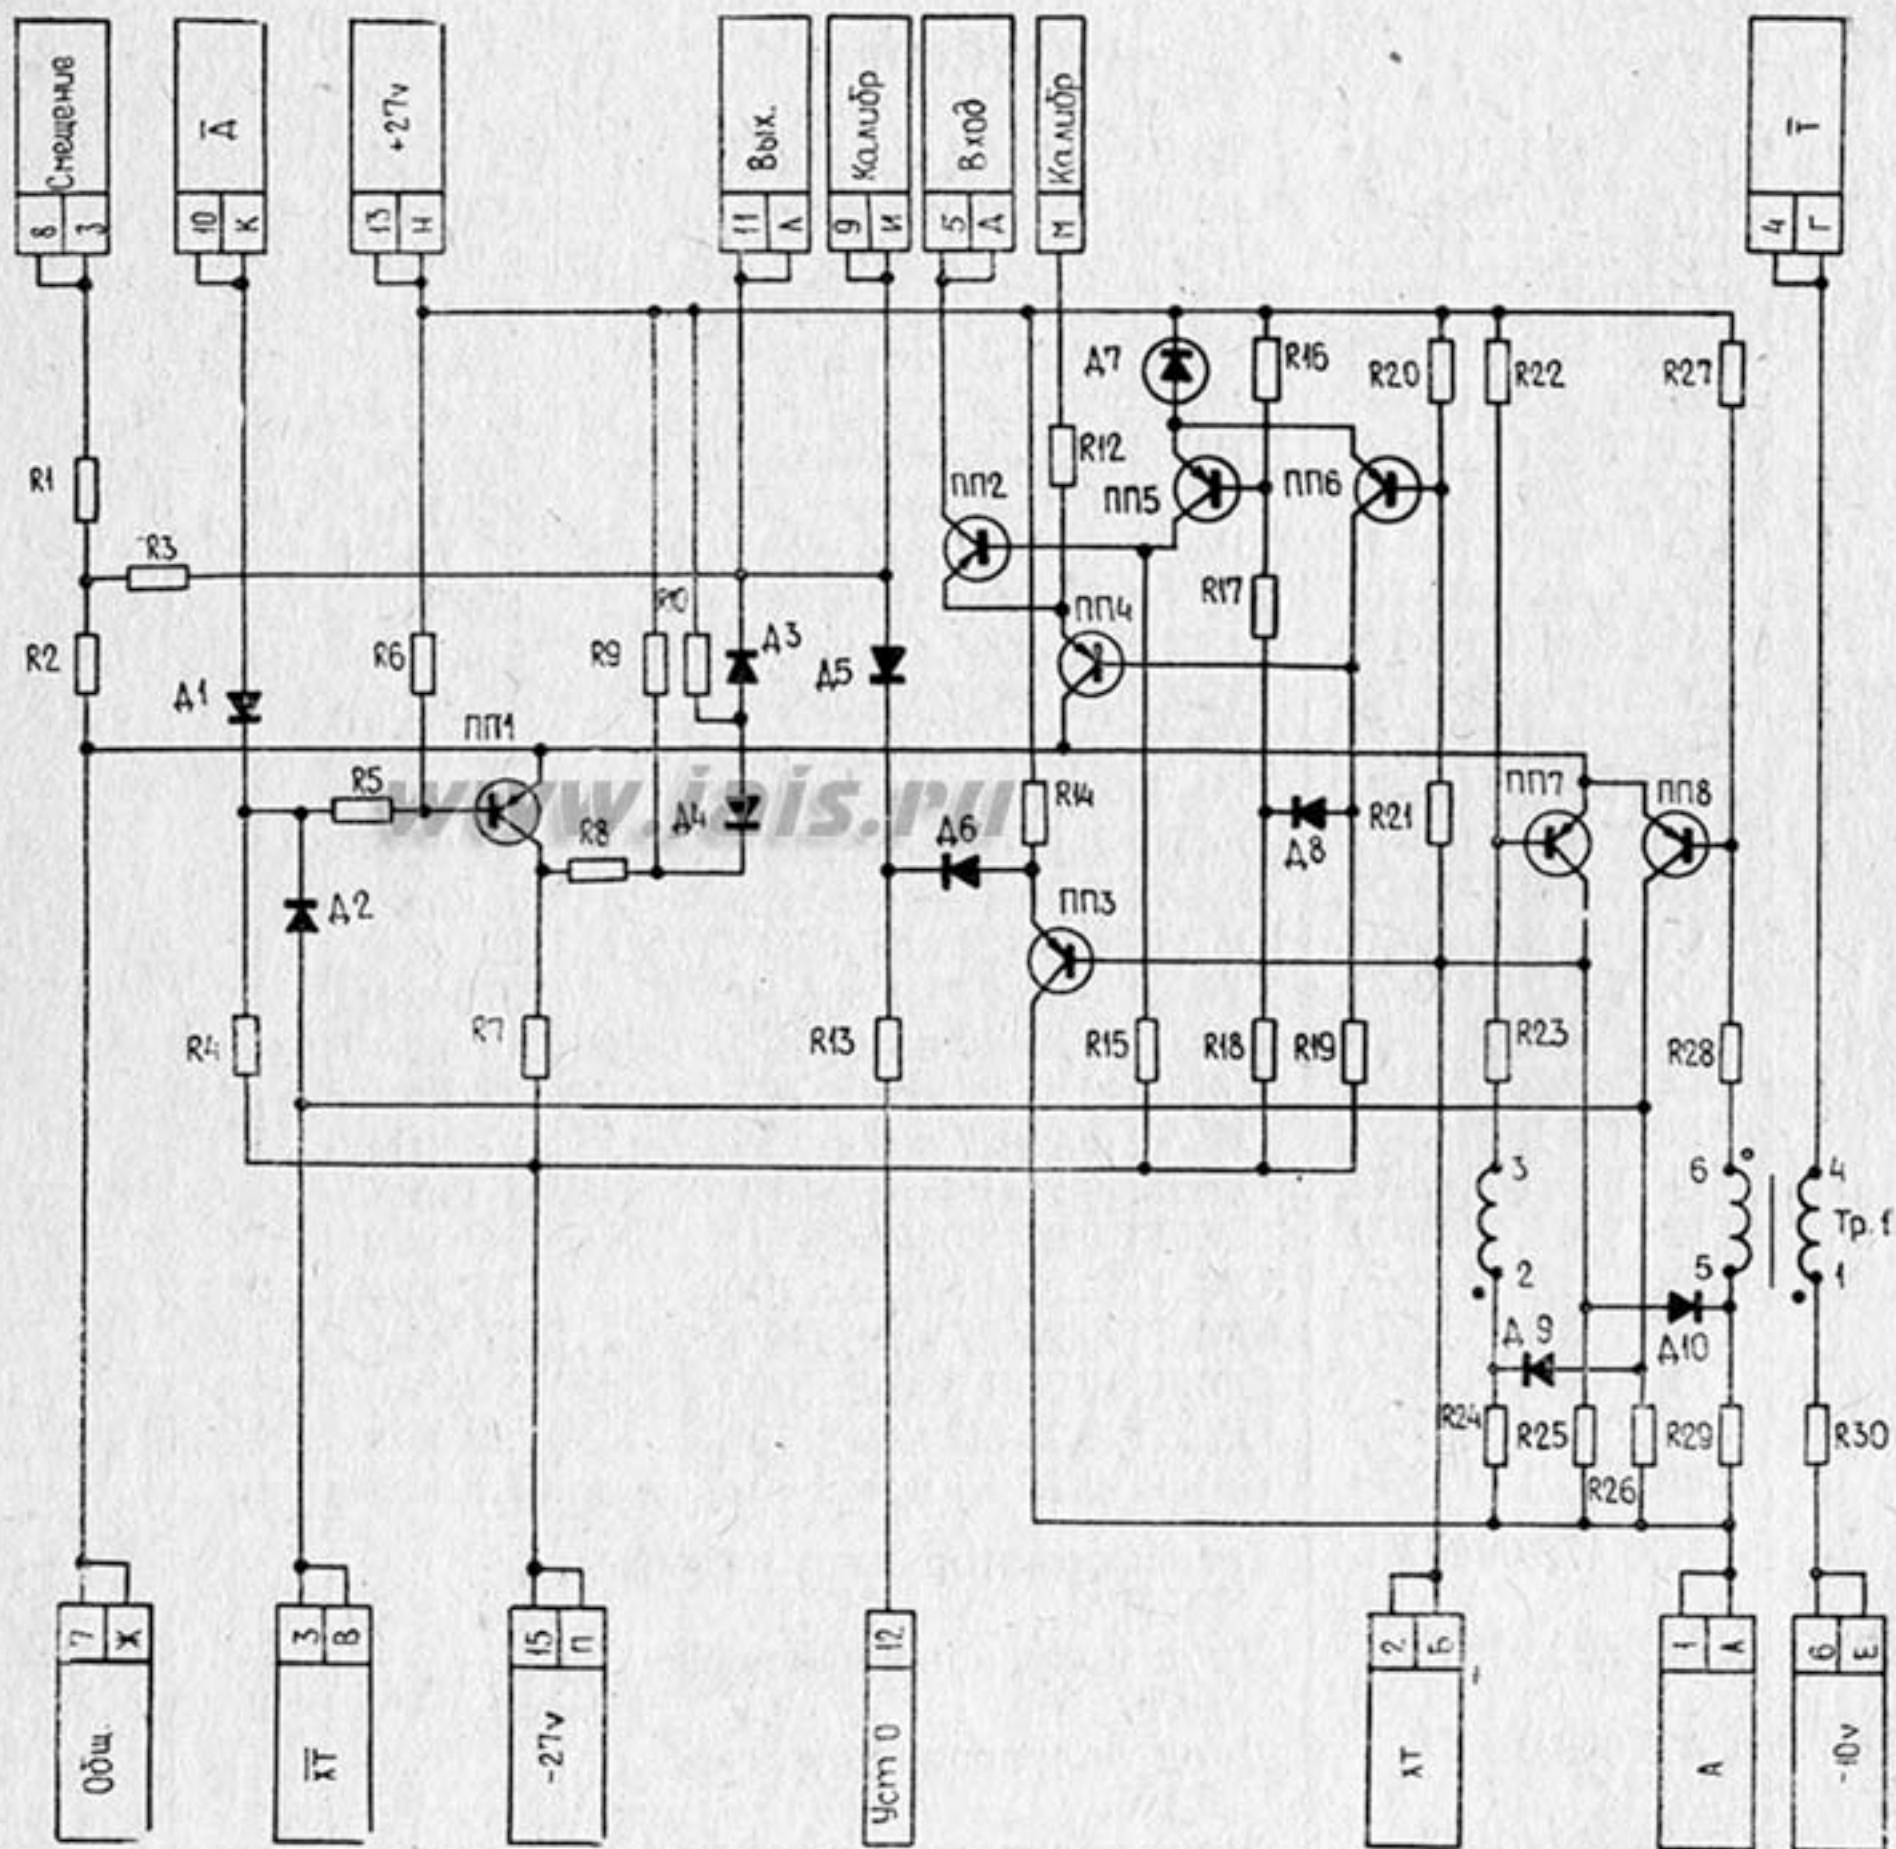 Смещение
8
З
Д̅
10
К
+27v
13
Н
Вых.
11
Л
Калибр
9
И
Вход
5
Д
Калибр
М
Т̅
4
Г
R1
R2
R3
Д1
R4
R5
Д2
R6
ПП1
R7
R8
R9
R10
Д3
Д4
Д5
Д6
R13
ПП2
R12
ПП4
R14
ПП3
Д7
ПП5
R16
ПП6
R17
Д8
R15
R18
R19
R20
R21
R22
ПП7
R23
R27
ПП8
R28
3
2
6
5
4
1
Тр.1
Д9
Д10
R24
R25
R26
R29
R30
www.iais.ru
Общ.
7
Ж
X̅T̅
3
В
-27v
15
П
Уст 0
12
ХТ
2
Б
А
1
А
-10v
6
Е